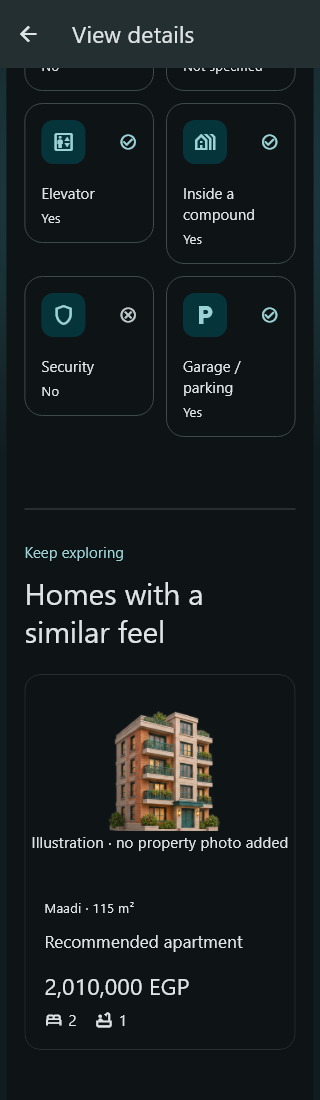 View details
No
Not specified
Elevator
Yes
Inside a
compound
Yes
Security
No
P
Garage /
parking
Yes
Keep exploring
Homes with a
similar feel
Illustration · no property photo added
Maadi · 115 m²
Recommended apartment
2,010,000 EGP
2 1